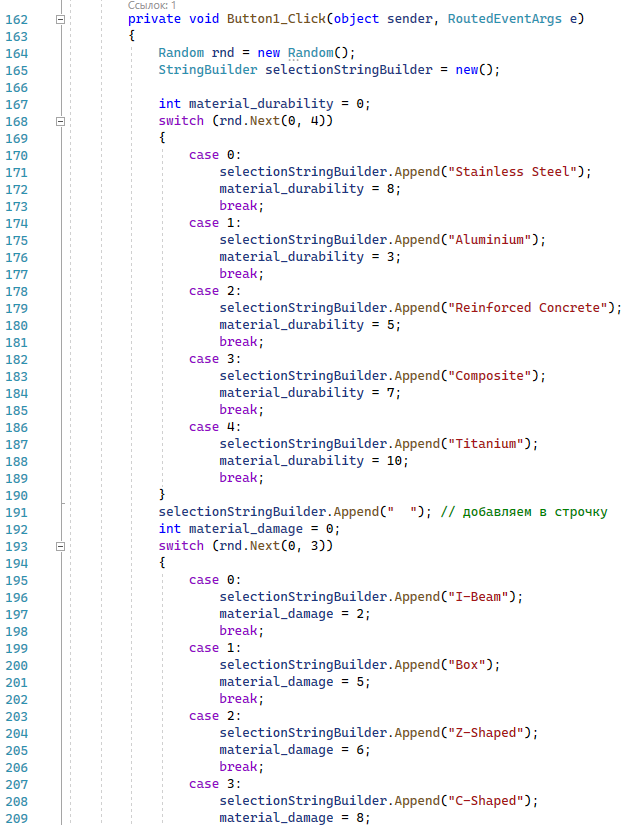 Ссылок: 1
162 private void Button1_Click(object sender, RoutedEventArgs e)
163 {
164 Random rnd = new Random();
165 StringBuilder selectionStringBuilder = new();
166
167 int material_durability = 0;
168 switch (rnd.Next(0, 4))
169 {
170 case 0:
171 selectionStringBuilder.Append("Stainless Steel");
172 material_durability = 8;
173 break;
174 case 1:
175 selectionStringBuilder.Append("Aluminium");
176 material_durability = 3;
177 break;
178 case 2:
179 selectionStringBuilder.Append("Reinforced Concrete");
180 material_durability = 5;
181 break;
182 case 3:
183 selectionStringBuilder.Append("Composite");
184 material_durability = 7;
185 break;
186 case 4:
187 selectionStringBuilder.Append("Titanium");
188 material_durability = 10;
189 break;
190 }
191 selectionStringBuilder.Append("  "); // добавляем в строчку
192 int material_damage = 0;
193 switch (rnd.Next(0, 3))
194 {
195 case 0:
196 selectionStringBuilder.Append("I-Beam");
197 material_damage = 2;
198 break;
199 case 1:
200 selectionStringBuilder.Append("Box");
201 material_damage = 5;
202 break;
203 case 2:
204 selectionStringBuilder.Append("Z-Shaped");
205 material_damage = 6;
206 break;
207 case 3:
208 selectionStringBuilder.Append("C-Shaped");
209 material_damage = 8;